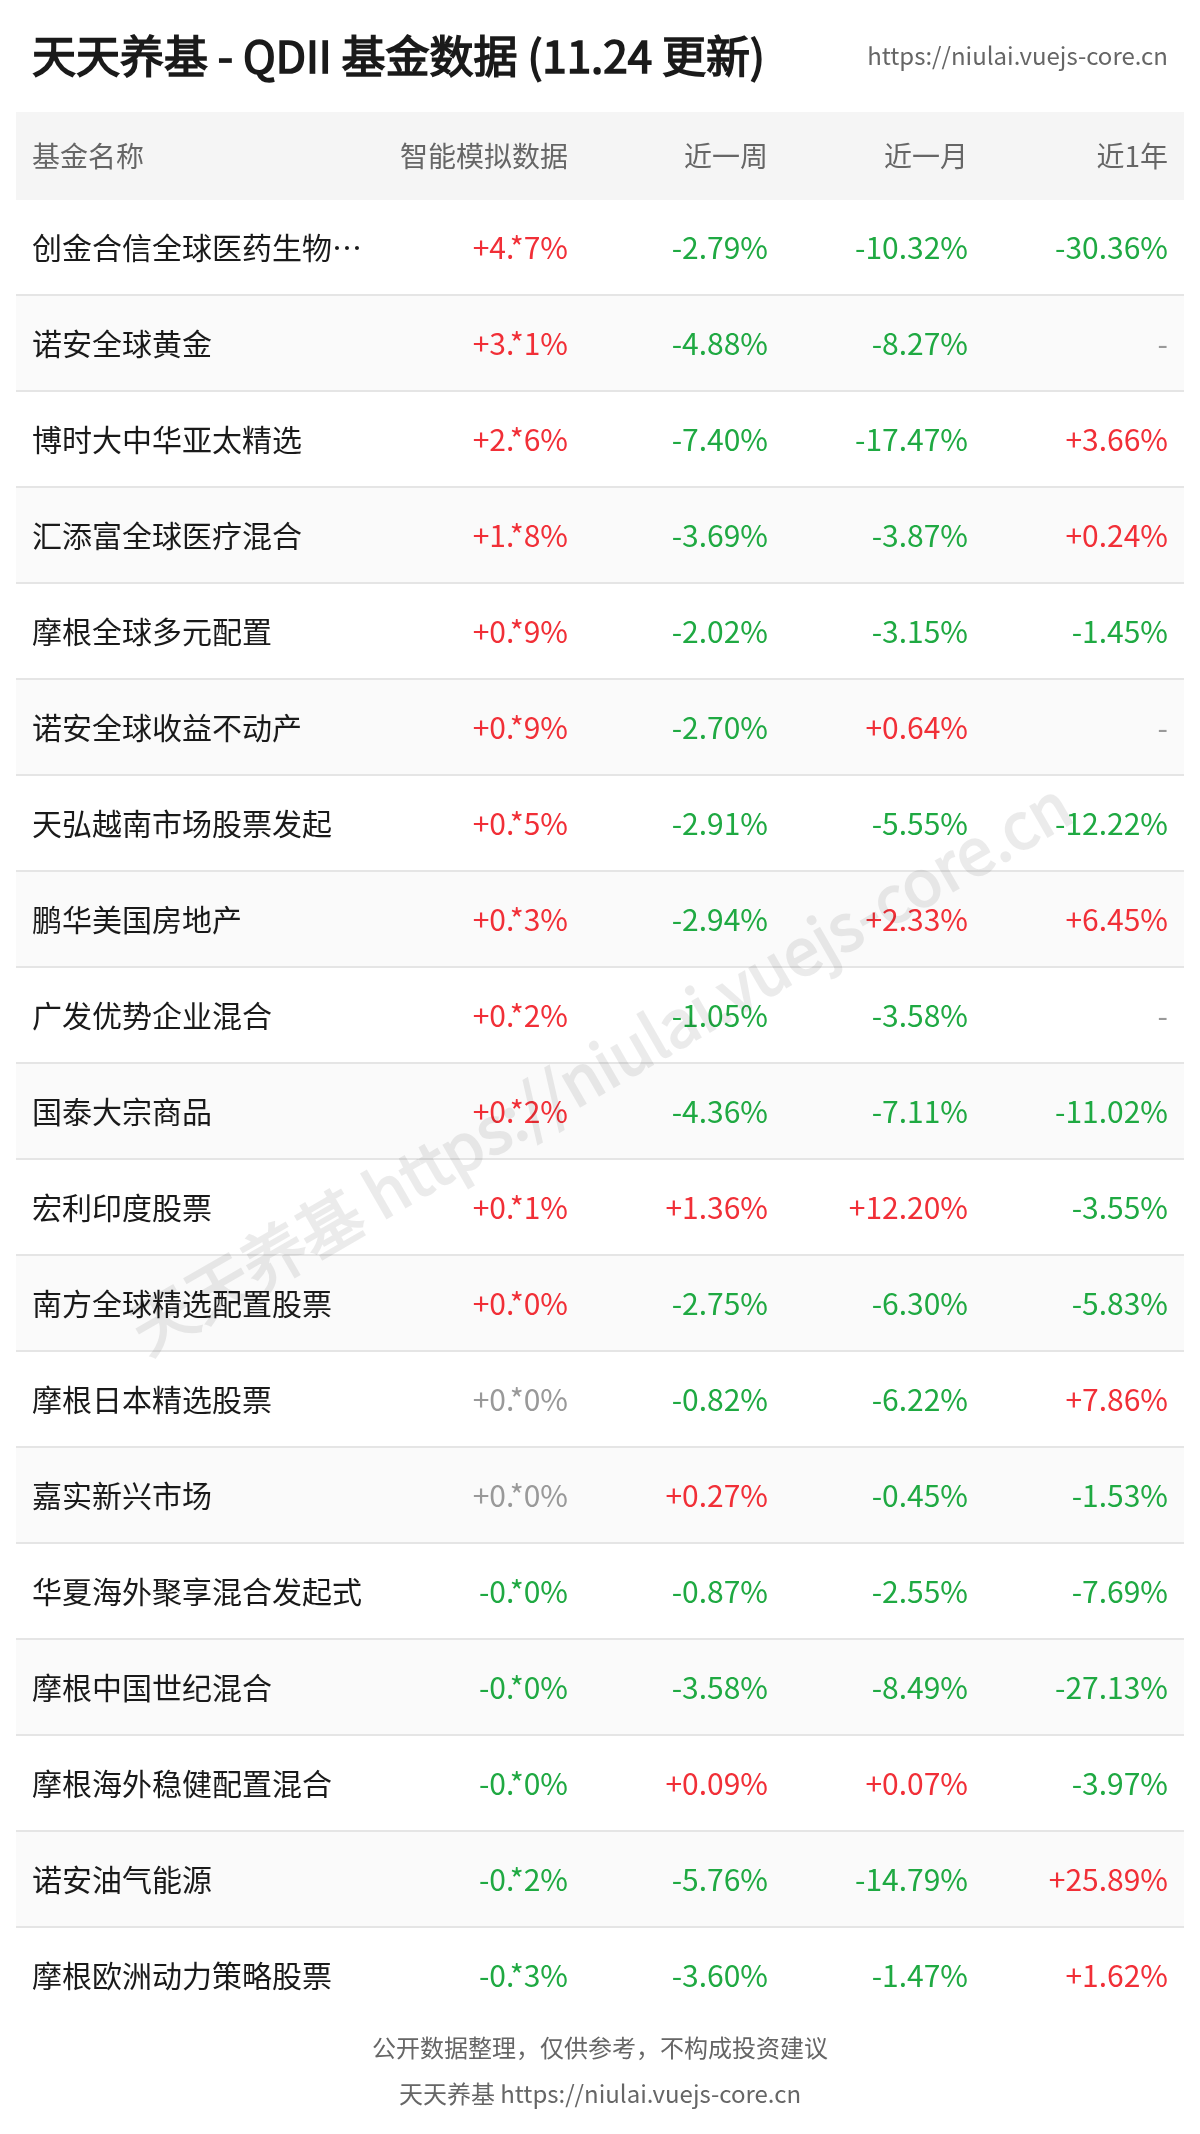 天天养基 - QDII 基金数据 (11.24 更新) https://niulai.vuejs-core.cn
基金名称 智能模拟数据 近一周 近一月 近1年
创金合信全球医药生物… +4.*7% -2.79% -10.32% -30.36%
诺安全球黄金 +3.*1% -4.88% -8.27% -
博时大中华亚太精选 +2.*6% -7.40% -17.47% +3.66%
汇添富全球医疗混合 +1.*8% -3.69% -3.87% +0.24%
摩根全球多元配置 +0.*9% -2.02% -3.15% -1.45%
诺安全球收益不动产 +0.*9% -2.70% +0.64% -
天弘越南市场股票发起 +0.*5% -2.91% -5.55% -12.22%
鹏华美国房地产 +0.*3% -2.94% +2.33% +6.45%
广发优势企业混合 +0.*2% -1.05% -3.58% -
国泰大宗商品 +0.*2% -4.36% -7.11% -11.02%
宏利印度股票 +0.*1% +1.36% +12.20% -3.55%
南方全球精选配置股票 +0.*0% -2.75% -6.30% -5.83%
摩根日本精选股票 +0.*0% -0.82% -6.22% +7.86%
嘉实新兴市场 +0.*0% +0.27% -0.45% -1.53%
华夏海外聚享混合发起式 -0.*0% -0.87% -2.55% -7.69%
摩根中国世纪混合 -0.*0% -3.58% -8.49% -27.13%
摩根海外稳健配置混合 -0.*0% +0.09% +0.07% -3.97%
诺安油气能源 -0.*2% -5.76% -14.79% +25.89%
摩根欧洲动力策略股票 -0.*3% -3.60% -1.47% +1.62%
公开数据整理，仅供参考，不构成投资建议
天天养基 https://niulai.vuejs-core.cn
天天养基 https://niulai.vuejs-core.cn